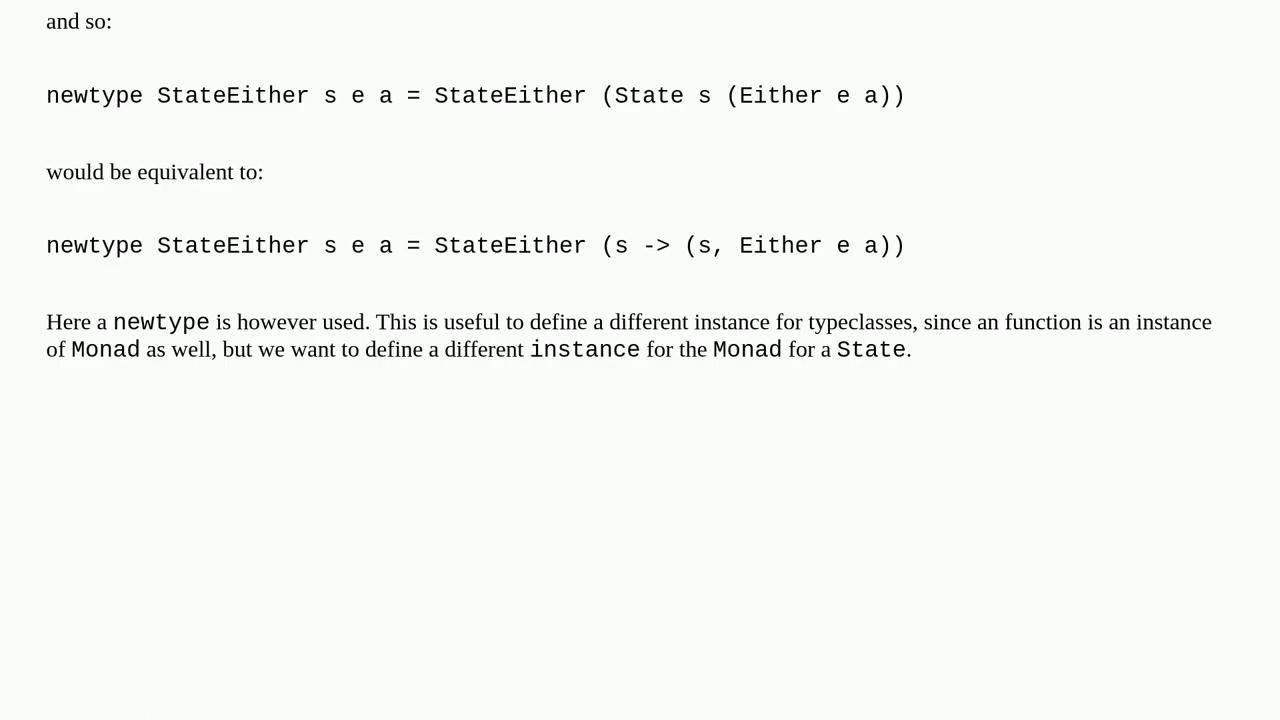 and so:
newtype StateEither s e a = StateEither (State s (Either e a))
would be equivalent to:
newtype StateEither s e a = StateEither (s -> (s, Either e a))
Here a newtype is however used. This is useful to define a different instance for typeclasses, since an function is an instance
of Monad as well, but we want to define a different instance for the Monad for a State.